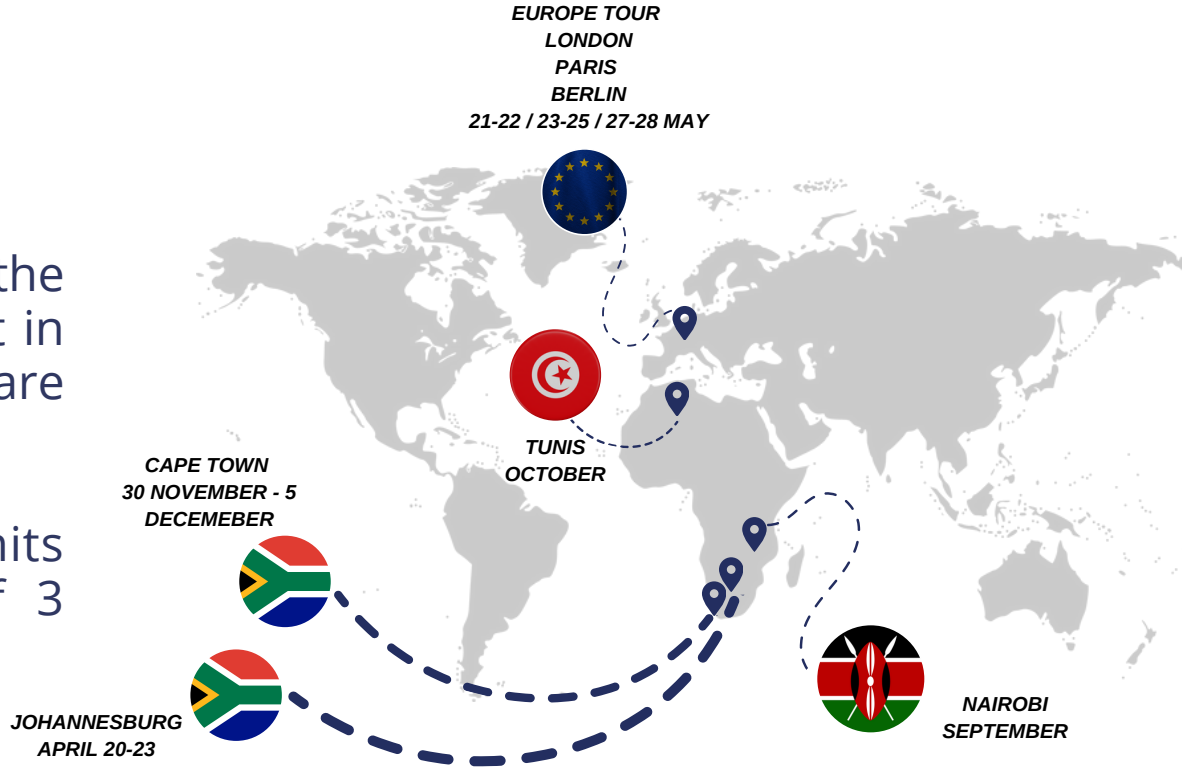 EUROPE TOUR
LONDON
PARIS
BERLIN
21-22 / 23-25 / 27-28 MAY
the
in
are
TUNIS
OCTOBER
CAPE TOWN
30 NOVEMBER - 5
DECEMEBER
3
JOHANNESBURG
APRIL 20-23
NAIROBI
SEPTEMBER